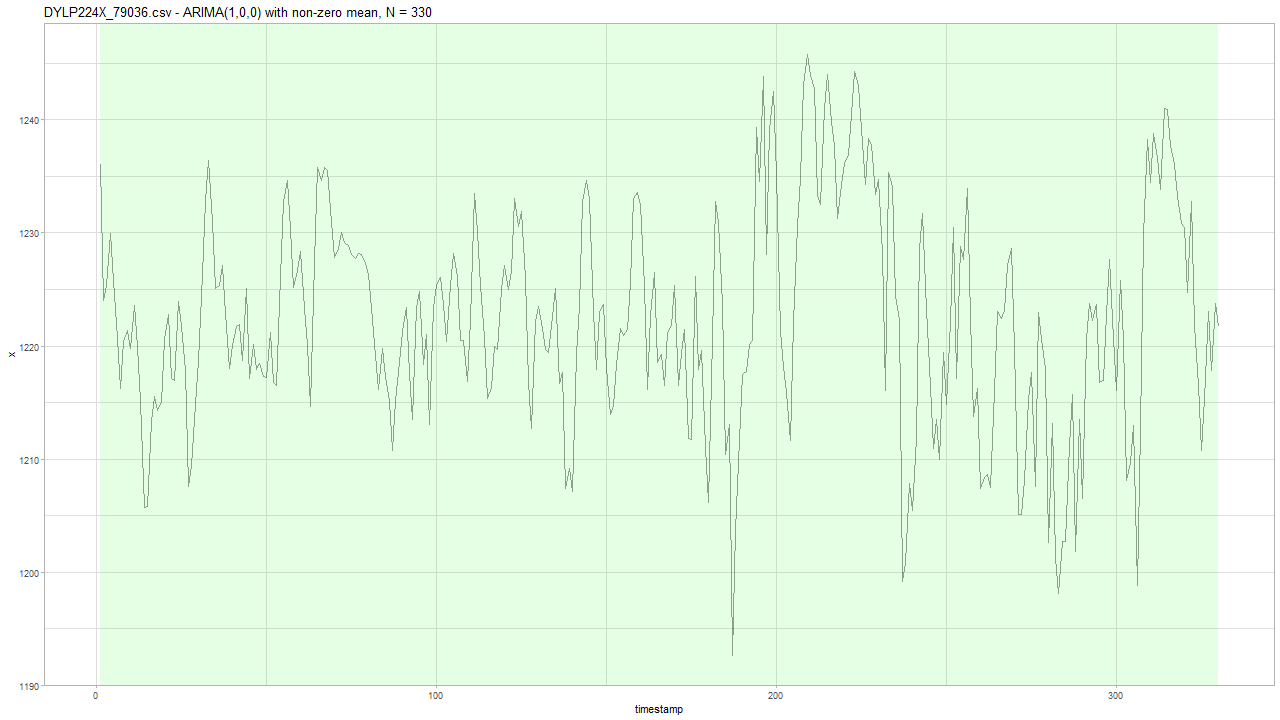 DYLP224X_79036.csv - ARIMA(1,0,0) with non-zero mean, N = 330
1240
1230
1220
1210
1200
1190
x
0 100 200 300
timestamp